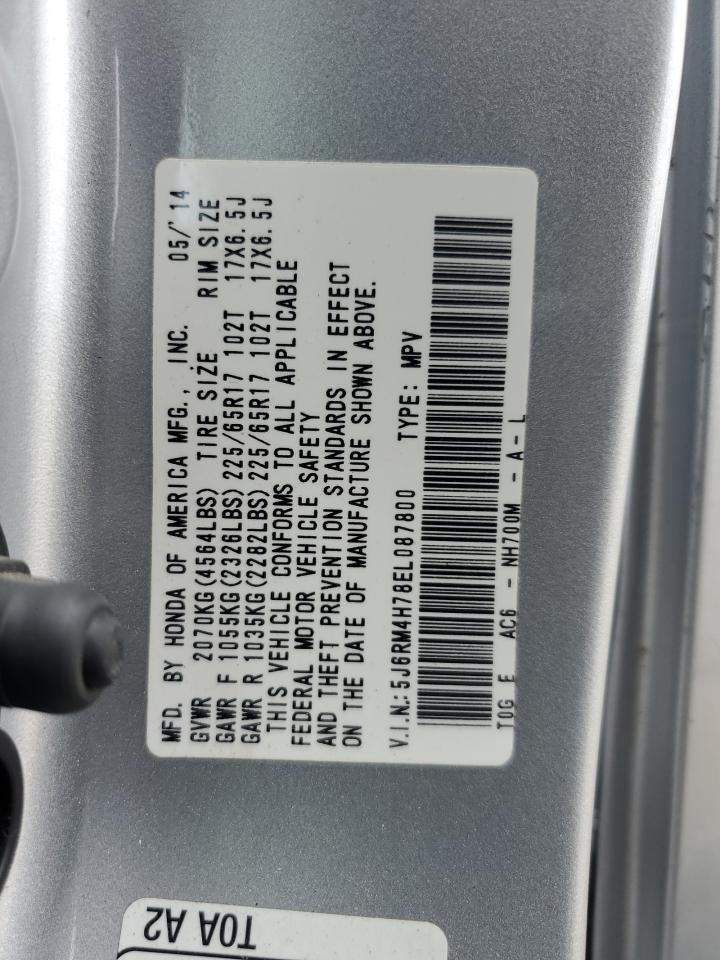 MFD. BY HONDA OF AMERICA MFG., INC. 05/'14
GVWR 2070KG(4564LBS) TIRE SIZE RIM SIZE
GAWR F 1055KG(2326LBS) 225/65R17 102T 17X6.5J
GAWR R 1035KG(2282LBS) 225/65R17 102T 17X6.5J
THIS VEHICLE CONFORMS TO ALL APPLICABLE
FEDERAL MOTOR VEHICLE SAFETY
AND THEFT PREVENTION STANDARDS IN EFFECT
ON THE DATE OF MANUFACTURE SHOWN ABOVE.
V.I.N.: 5J6RM4H78EL087800 TYPE: MPV
T0G E AC6 - NH700M - A - L
T0A A2